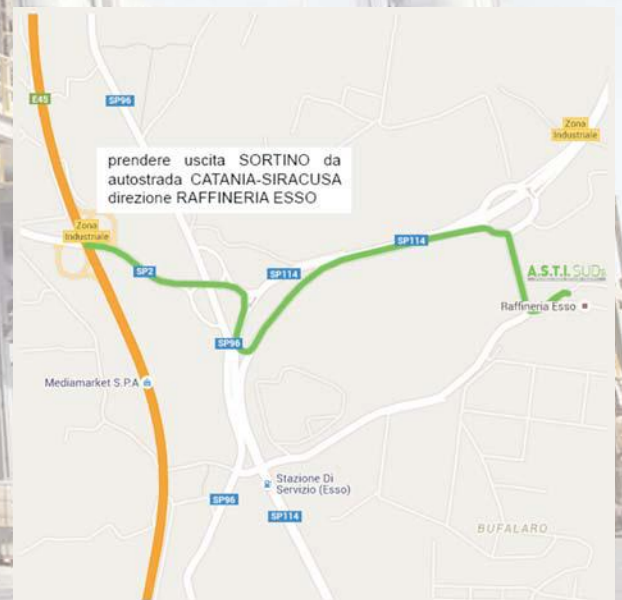 E45
SP96
Zona
Industriale
prendere uscita SORTINO da
autostrada CATANIA-SIRACUSA
direzione RAFFINERIA ESSO
Zona
Industriale
SP114
SP2
SP114
A.S.T.I. SUD
Raffineria Esso
SP96
Mediamarket S.P.A
Stazione Di
Servizio (Esso)
SP96
SP114
BUFALARO